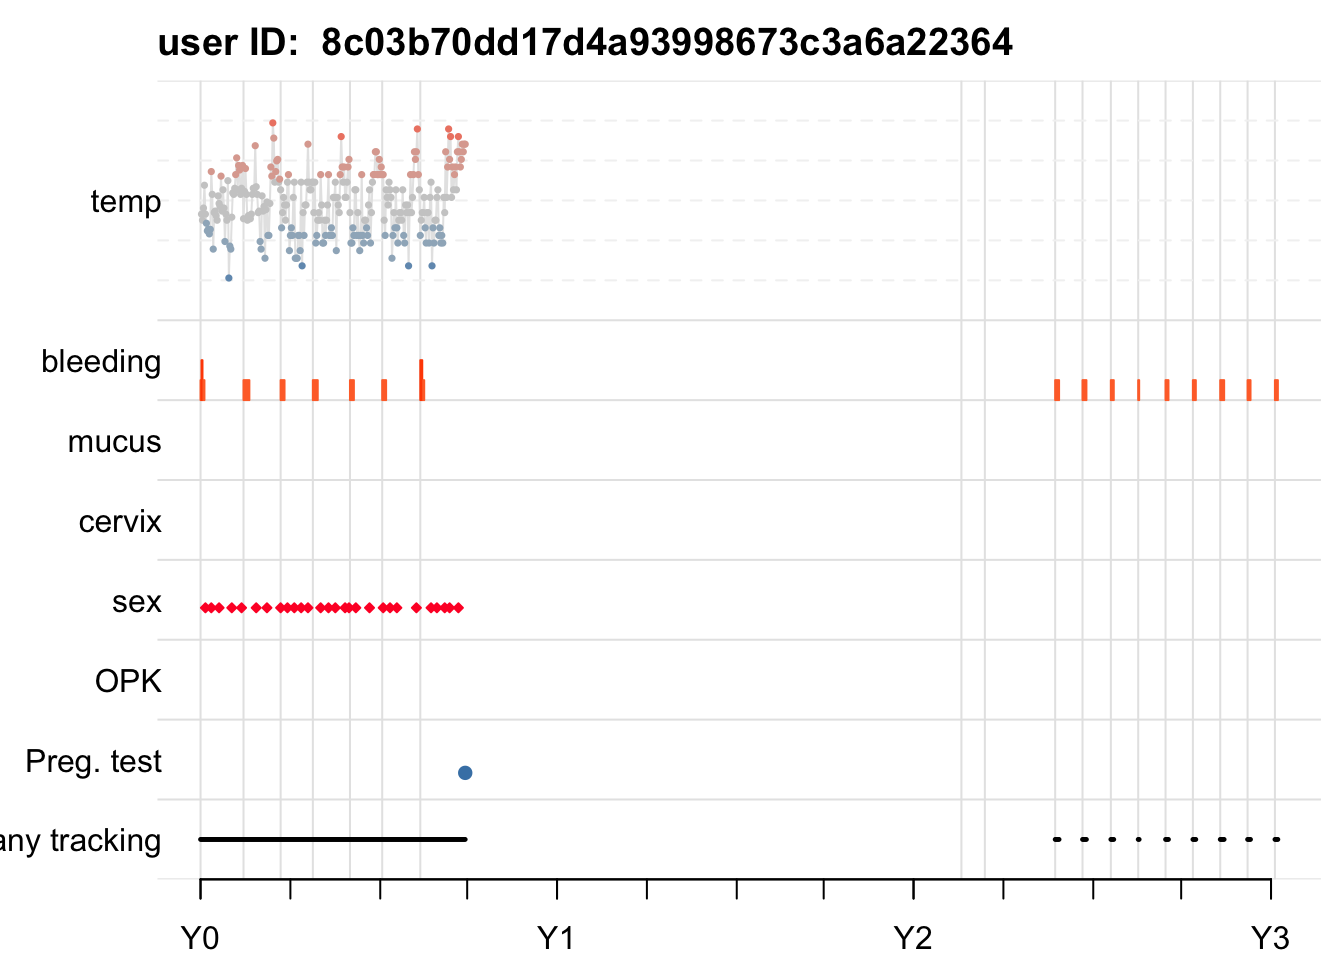 user ID:  8c03b70dd17d4a93998673c3a6a22364
temp
bleeding
mucus
cervix
sex
OPK
Preg. test
any tracking
Y0 Y1 Y2 Y3